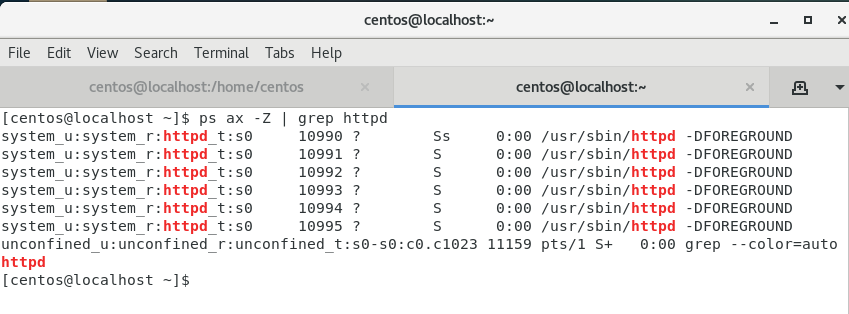 centos@localhost:~
File Edit View Search Terminal Tabs Help
centos@localhost:/home/centos × centos@localhost:~ ×
[centos@localhost ~]$ ps ax -Z | grep httpd
system_u:system_r:httpd_t:s0     10990 ?        Ss     0:00 /usr/sbin/httpd -DFOREGROUND
system_u:system_r:httpd_t:s0     10991 ?        S      0:00 /usr/sbin/httpd -DFOREGROUND
system_u:system_r:httpd_t:s0     10992 ?        S      0:00 /usr/sbin/httpd -DFOREGROUND
system_u:system_r:httpd_t:s0     10993 ?        S      0:00 /usr/sbin/httpd -DFOREGROUND
system_u:system_r:httpd_t:s0     10994 ?        S      0:00 /usr/sbin/httpd -DFOREGROUND
system_u:system_r:httpd_t:s0     10995 ?        S      0:00 /usr/sbin/httpd -DFOREGROUND
unconfined_u:unconfined_r:unconfined_t:s0-s0:c0.c1023 11159 pts/1 S+   0:00 grep --color=auto
httpd
[centos@localhost ~]$